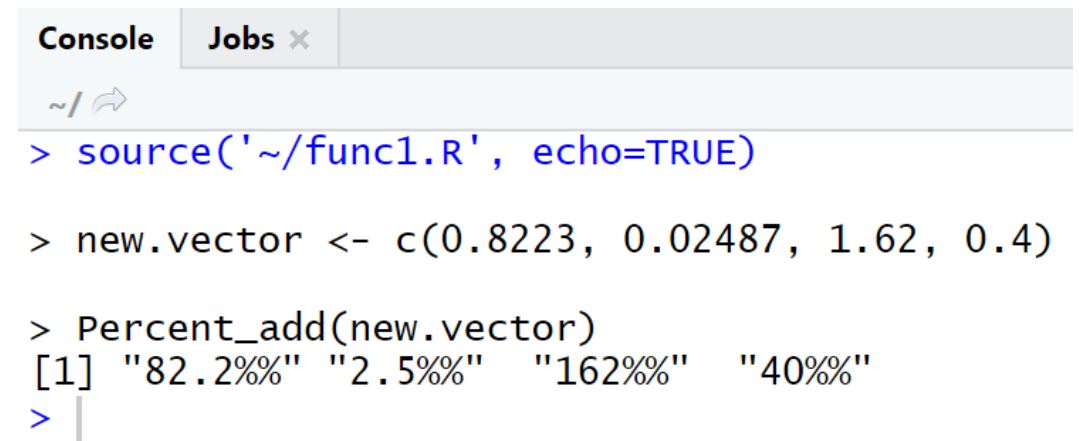 Console Jobs ×
~/
> source('~/func1.R', echo=TRUE)
> new.vector <- c(0.8223, 0.02487, 1.62, 0.4)
> Percent_add(new.vector)
[1] "82.2%%" "2.5%%"  "162%%"  "40%%"
>